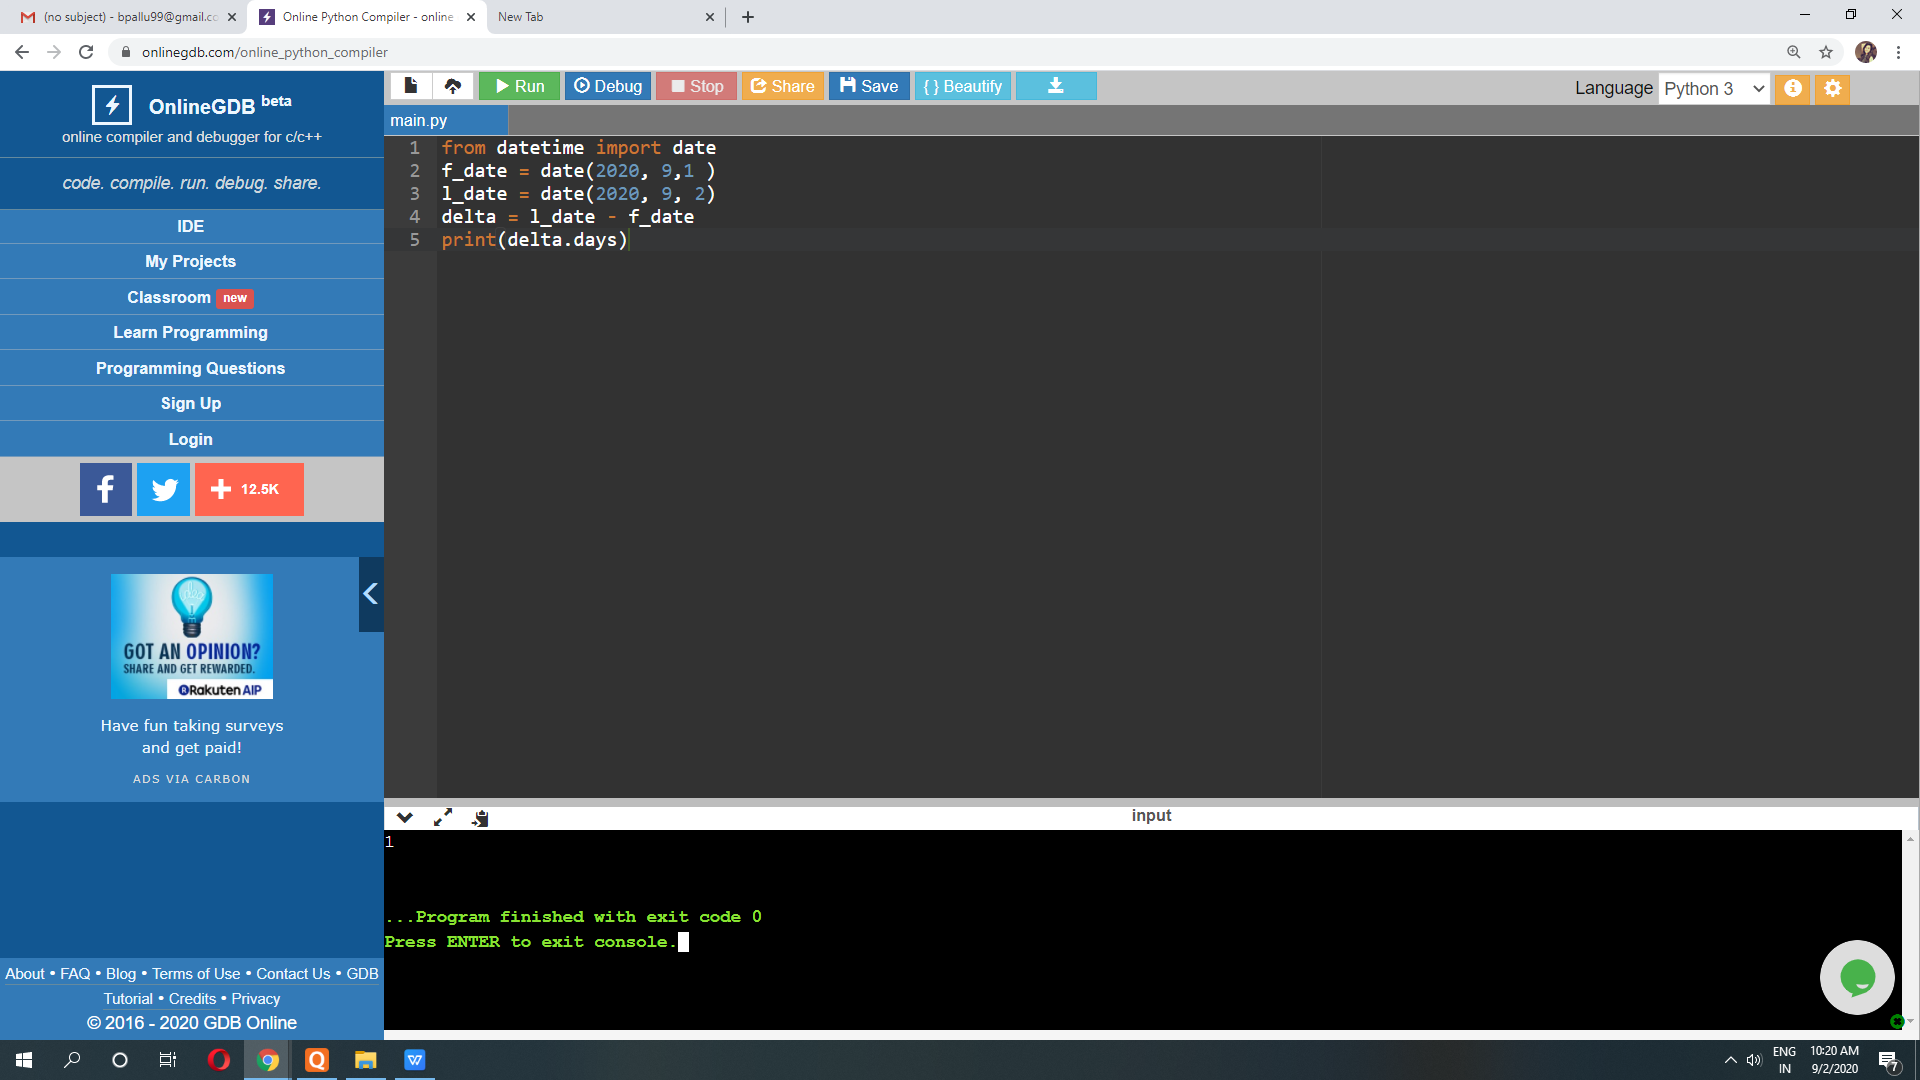 (no subject) - bpallu99@gmail.co
Online Python Compiler - online
New Tab
onlinegdb.com/online_python_compiler
OnlineGDB beta
online compiler and debugger for c/c++
code. compile. run. debug. share.
IDE
My Projects
Classroom new
Learn Programming
Programming Questions
Sign Up
Login
12.5K
GOT AN OPINION?
SHARE AND GET REWARDED.
Rakuten AIP
Have fun taking surveys
and get paid!
ADS VIA CARBON
About • FAQ • Blog • Terms of Use • Contact Us • GDB
Tutorial • Credits • Privacy
© 2016 - 2020 GDB Online
Run Debug Stop Share Save { } Beautify
Language Python 3
main.py
1 from datetime import date
2 f_date = date(2020, 9,1 )
3 l_date = date(2020, 9, 2)
4 delta = l_date - f_date
5 print(delta.days)
input
1
...Program finished with exit code 0
Press ENTER to exit console.
ENG
IN
10:20 AM
9/2/2020
7